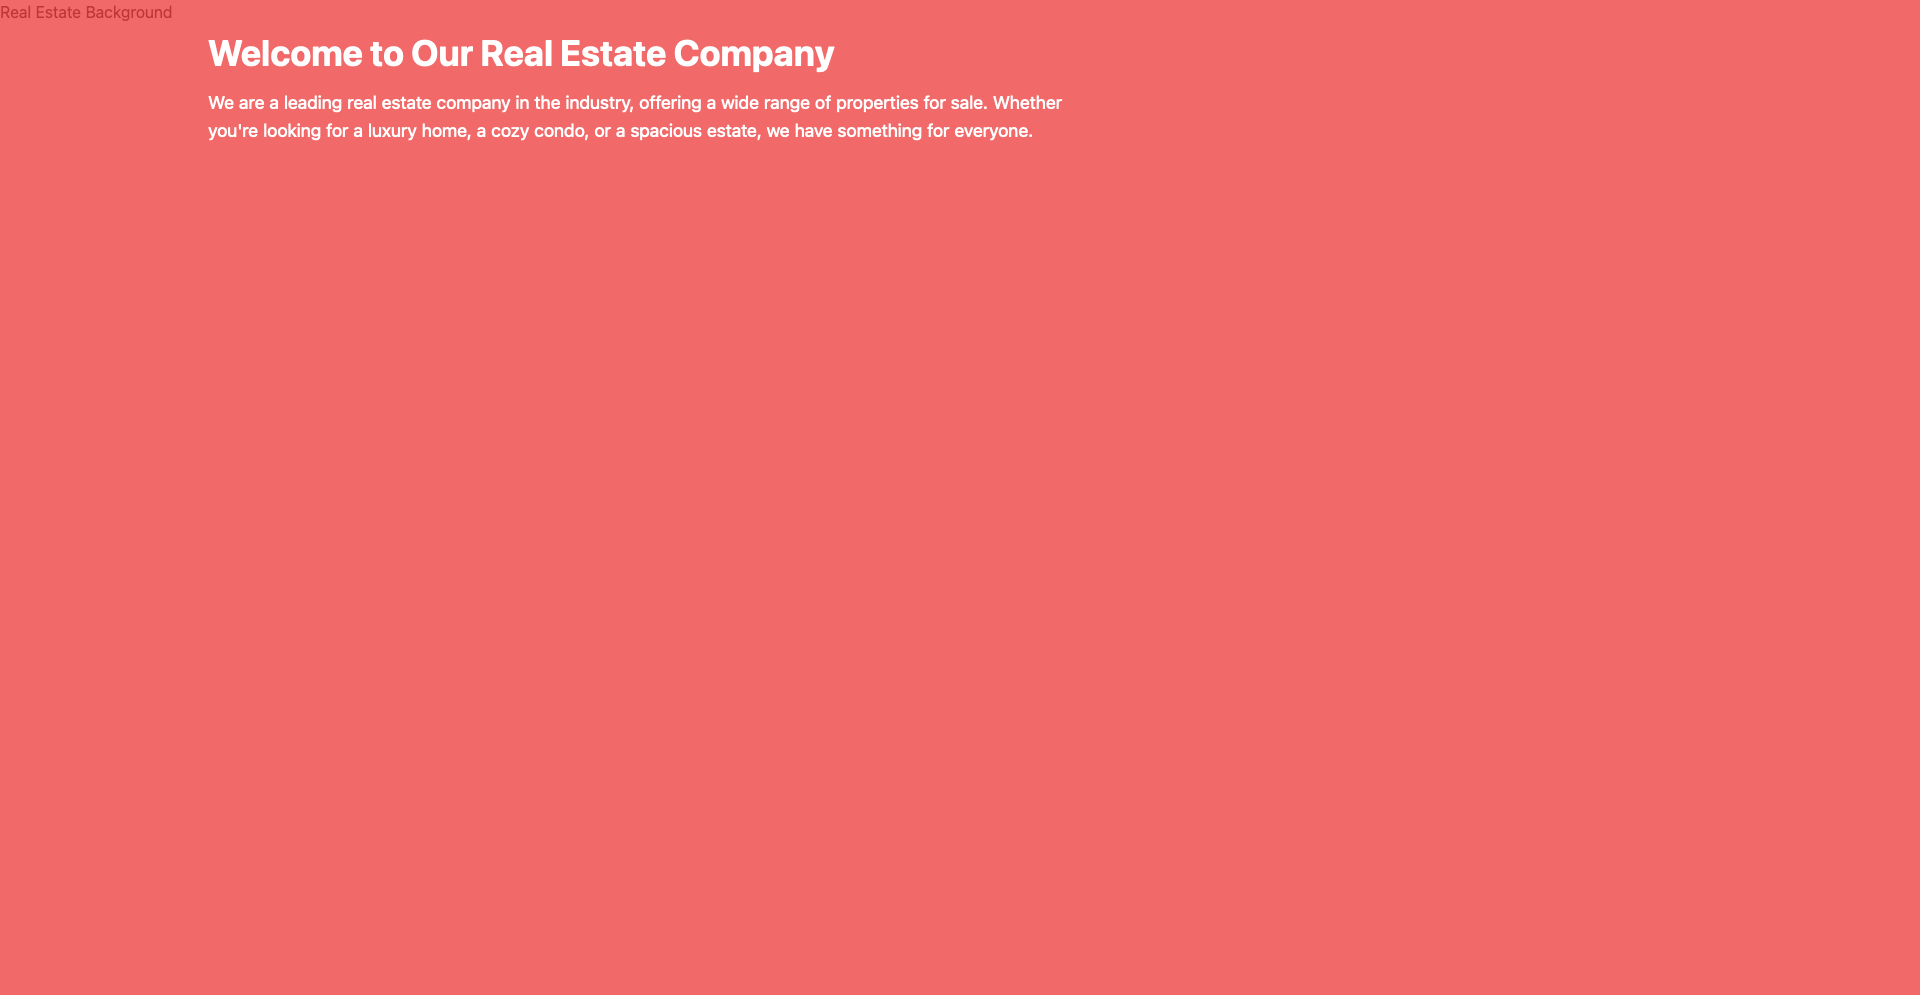 Real Estate Background
Welcome to Our Real Estate Company
We are a leading real estate company in the industry, offering a wide range of properties for sale. Whether
you're looking for a luxury home, a cozy condo, or a spacious estate, we have something for everyone.